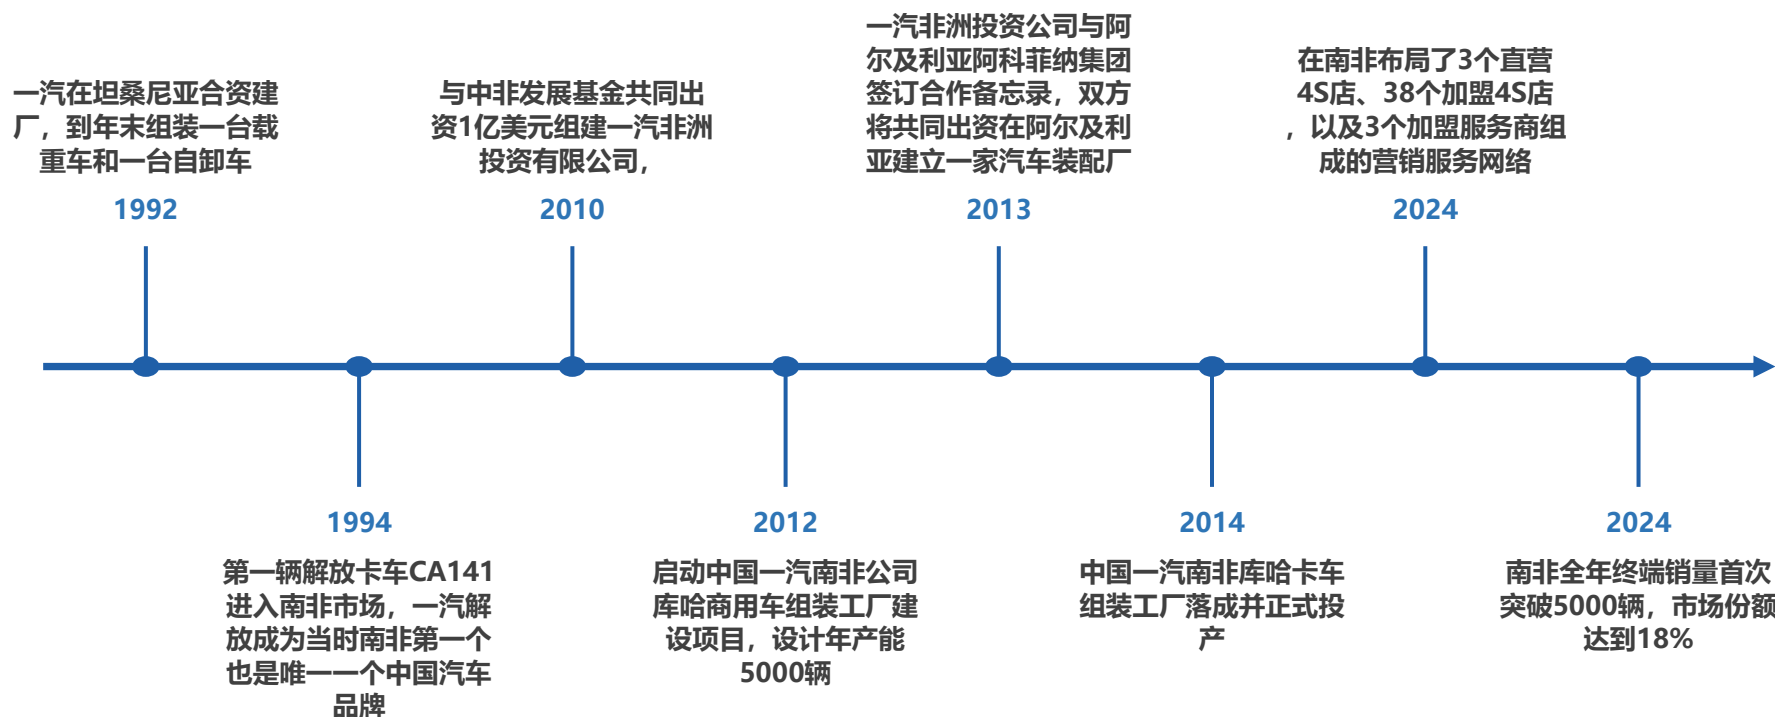 一汽在坦桑尼亚合资建
厂，到年末组装一台载
重车和一台自卸车
1992
与中非发展基金共同出
资1亿美元组建一汽非洲
投资有限公司，
2010
一汽非洲投资公司与阿
尔及利亚阿科菲纳集团
签订合作备忘录，双方
将共同出资在阿尔及利
亚建立一家汽车装配厂
2013
在南非布局了3个直营
4S店、38个加盟4S店
，以及3个加盟服务商组
成的营销服务网络
2024
1994
第一辆解放卡车CA141
进入南非市场，一汽解
放成为当时南非第一个
也是唯一一个中国汽车
品牌
2012
启动中国一汽南非公司
库哈商用车组装工厂建
设项目，设计年产能
5000辆
2014
中国一汽南非库哈卡车
组装工厂落成并正式投
产
2024
南非全年终端销量首次
突破5000辆，市场份额
达到18%